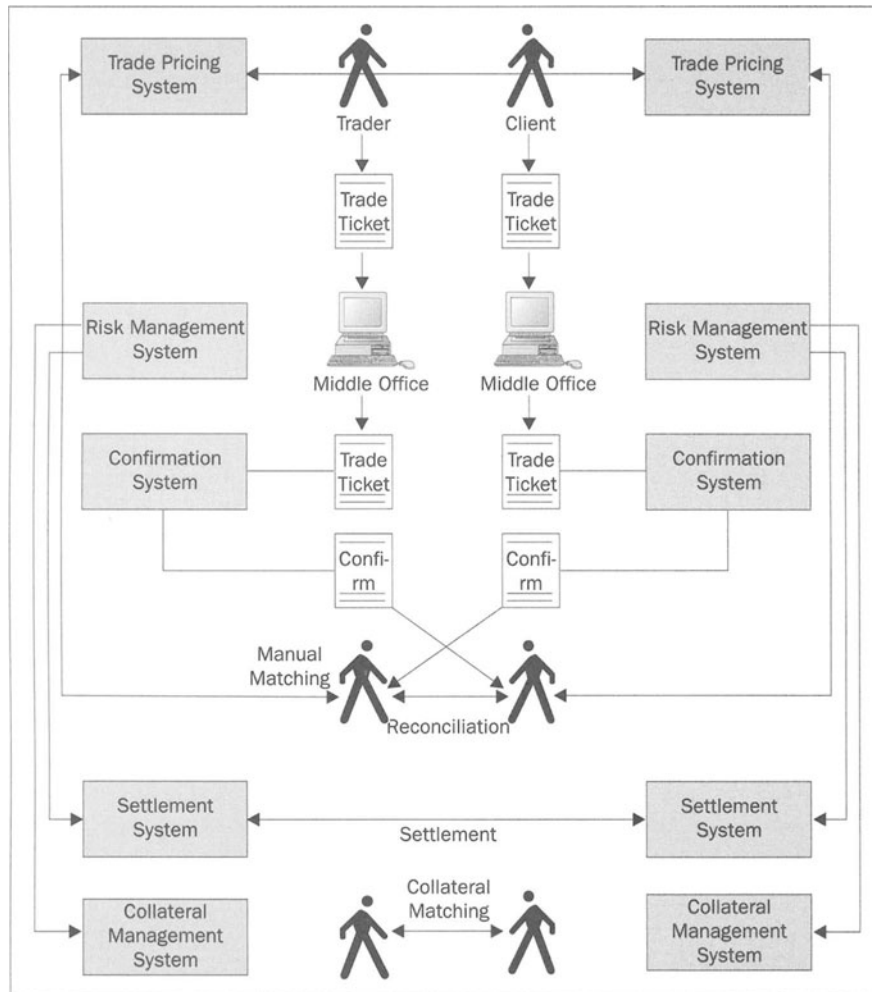 Trade Pricing
System
Trade Pricing
System
Trader
Client
Trade
Ticket
Trade
Ticket
Risk Management
System
Risk Management
System
Middle Office
Middle Office
Confirmation
System
Trade
Ticket
Trade
Ticket
Confirmation
System
Confi-
rm
Confi-
rm
Manual
Matching
Reconciliation
Settlement
System
Settlement
System
Settlement
Collateral
Matching
Collateral
Management
System
Collateral
Management
System